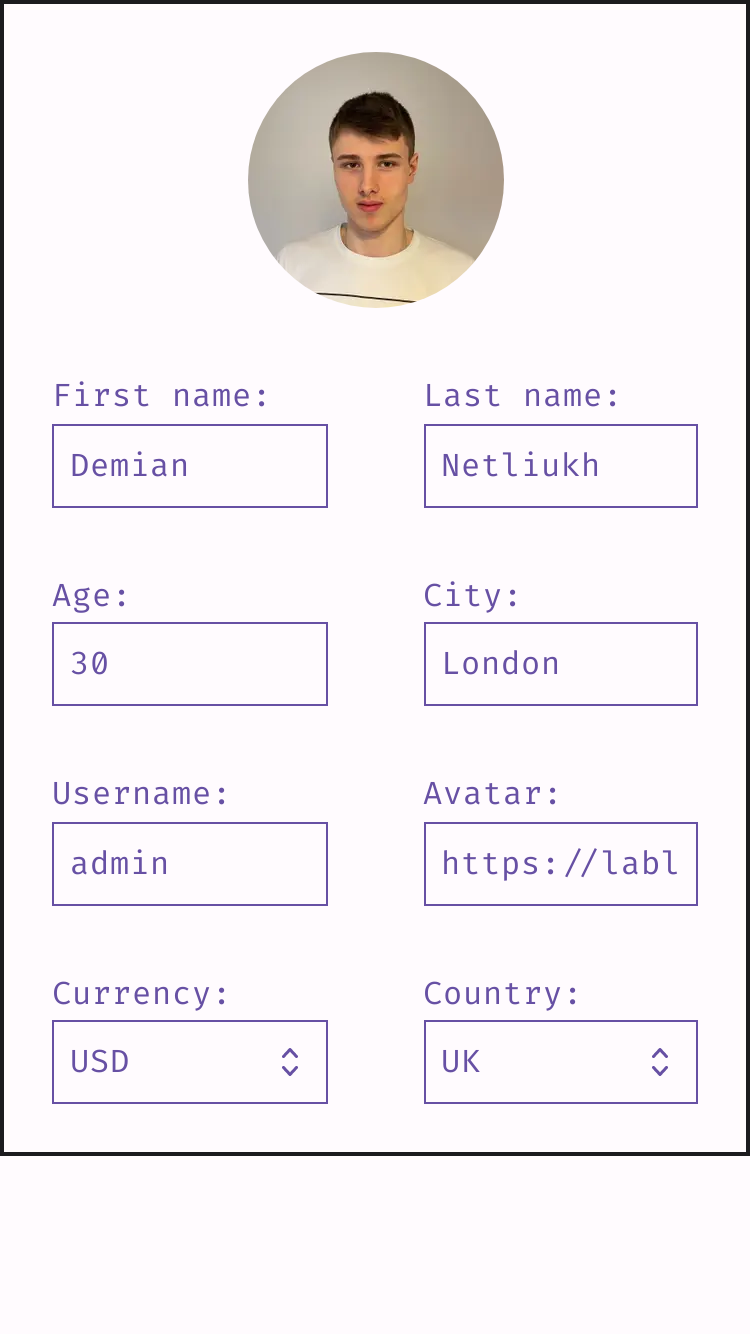 First name: Last name:
Demian Netliukh
Age: City:
30 London
Username: Avatar:
admin https://labl
Currency: Country:
USD UK